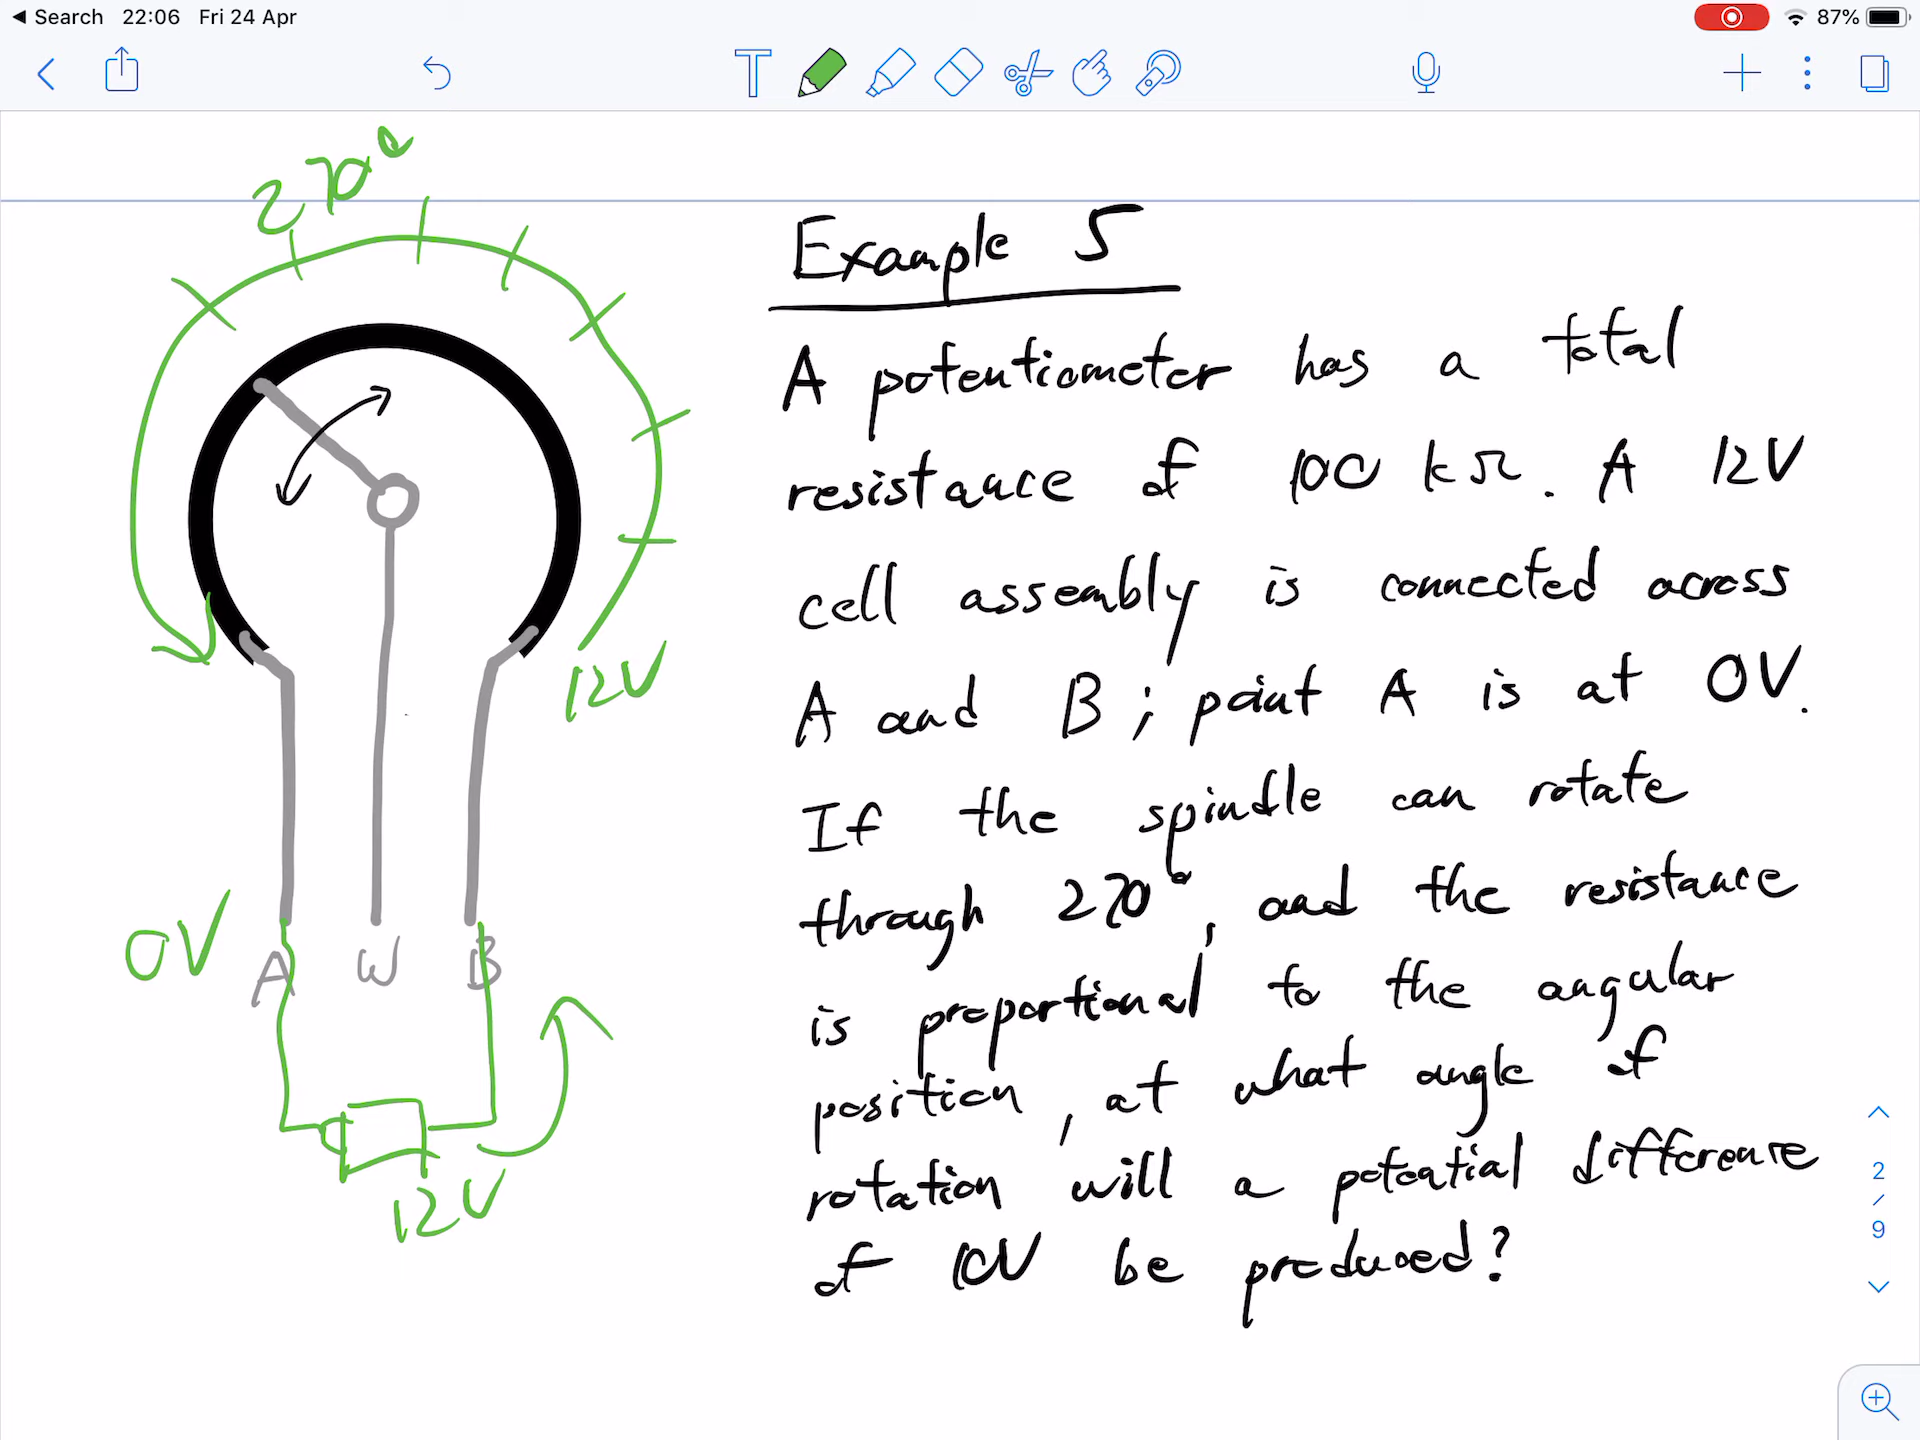 Search 22:06 Fri 24 Apr 87%
T
270°
Example 5
A potentiometer has a total
resistance of 100 kΩ. A 12V
cell assembly is connected across
A and B; point A is at 0V.
12V
If the spindle can rotate
through 270°, and the resistance
0V A W B
is proportional to the angular
position, at what angle of
rotation will a potential difference
12V
of 10V be produced?
2
/
9